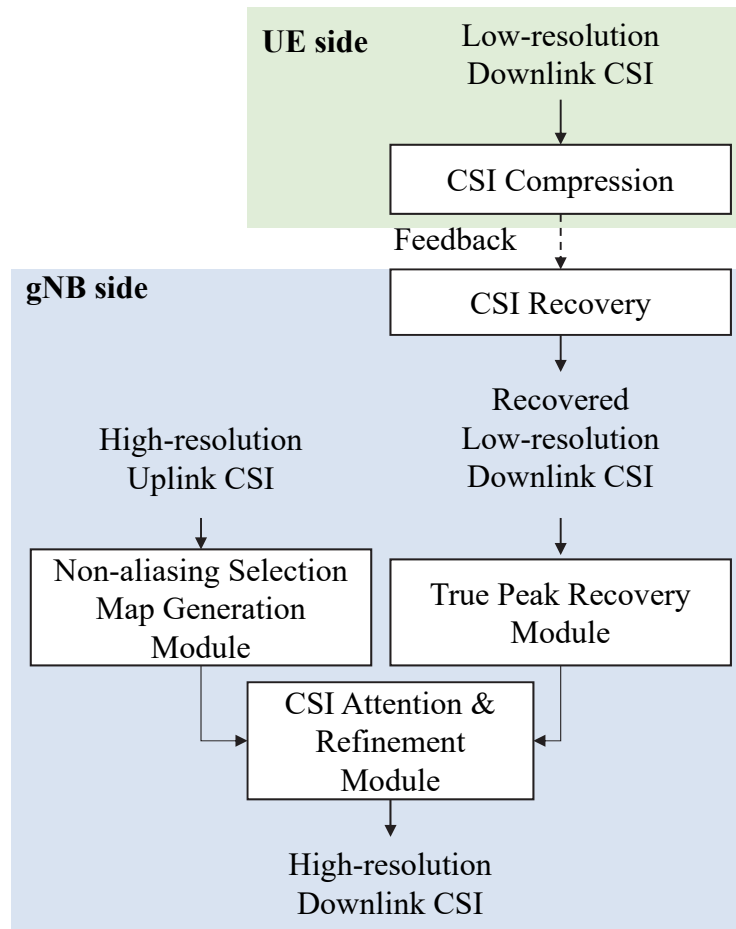 UE side
Low-resolution
Downlink CSI
CSI Compression
Feedback
gNB side
CSI Recovery
Recovered
Low-resolution
Downlink CSI
High-resolution
Uplink CSI
Non-aliasing Selection
Map Generation
Module
True Peak Recovery
Module
CSI Attention &
Refinement
Module
High-resolution
Downlink CSI